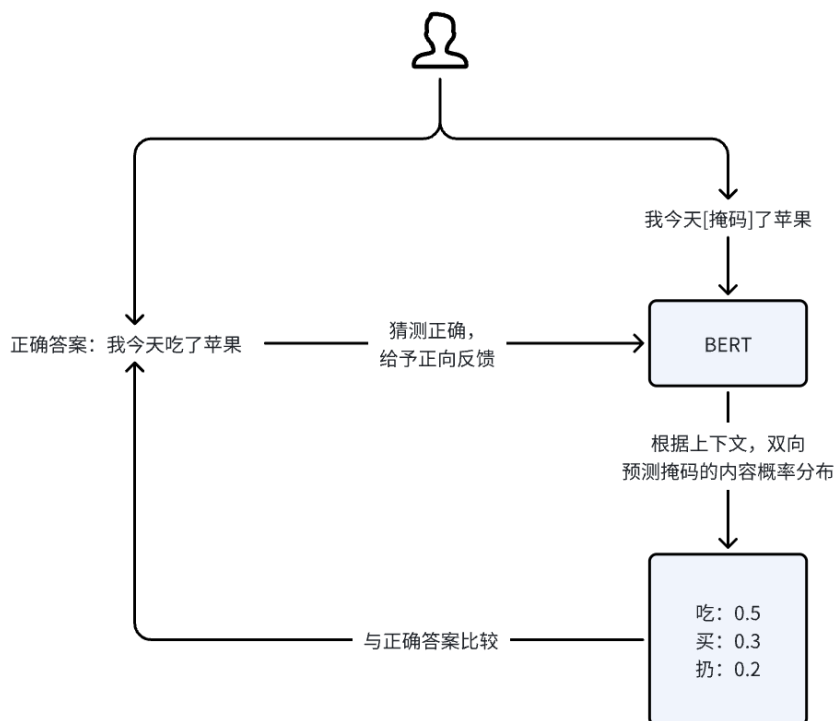 我今天[掩码]了苹果
正确答案：我今天吃了苹果
猜测正确，
给予正向反馈
BERT
根据上下文，双向
预测掩码的内容概率分布
吃：0.5
买：0.3
扔：0.2
与正确答案比较